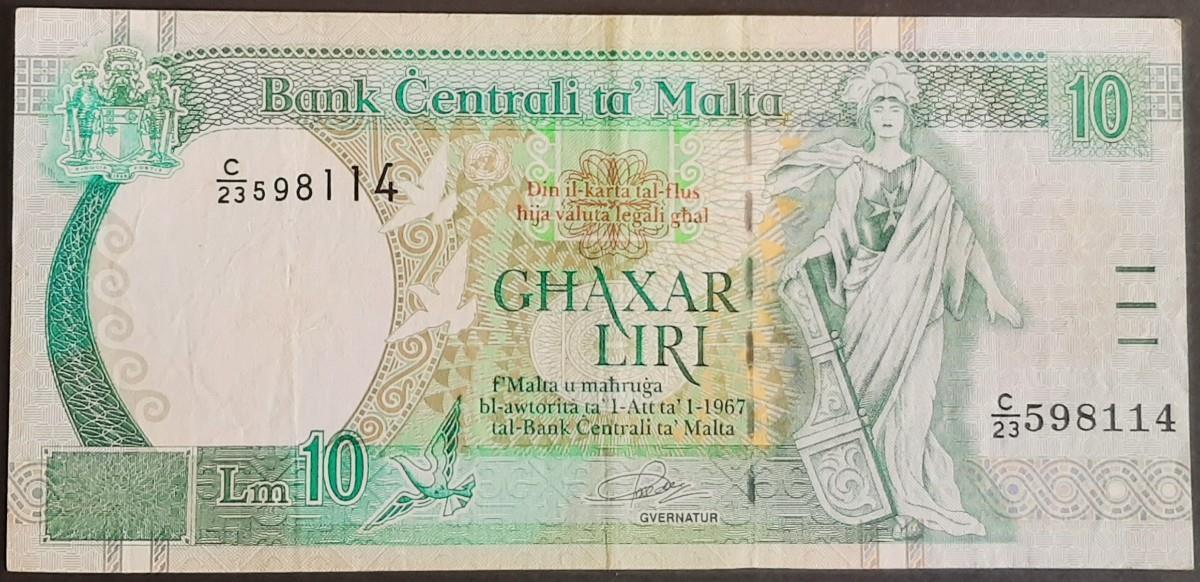 Bank Ċentrali ta' Malta
10
C/23 598114
Din il-karta tal-flus
hija valuta legali għal
GĦAXAR
LIRI
f'Malta u maħruġa
bl-awtorita ta' l-Att ta' l-1967
tal-Bank Ċentrali ta' Malta
C/23 598114
Lm 10
GVERNATUR